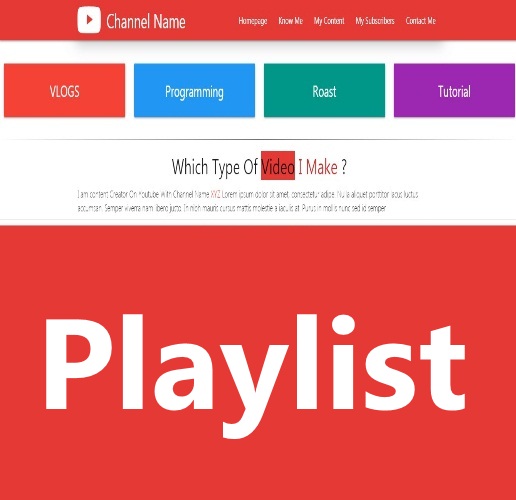 Channel Name Homepage Know Me My Content My Subscribers Contact Me
VLOGS Programming Roast Tutorial
Which Type Of Video I Make ?
I am content Creator On Youtube With Channel Name XYZ Lorem ipsum dolor sit amet, consectetur adipie. Nulla aliquet porttitor lacus luctus
accumsan. Semper viverra nam libero justo. In nibh mauris cursus mattis molestie a iaculis at. Purus in mollis nunc sed id semper
Playlist